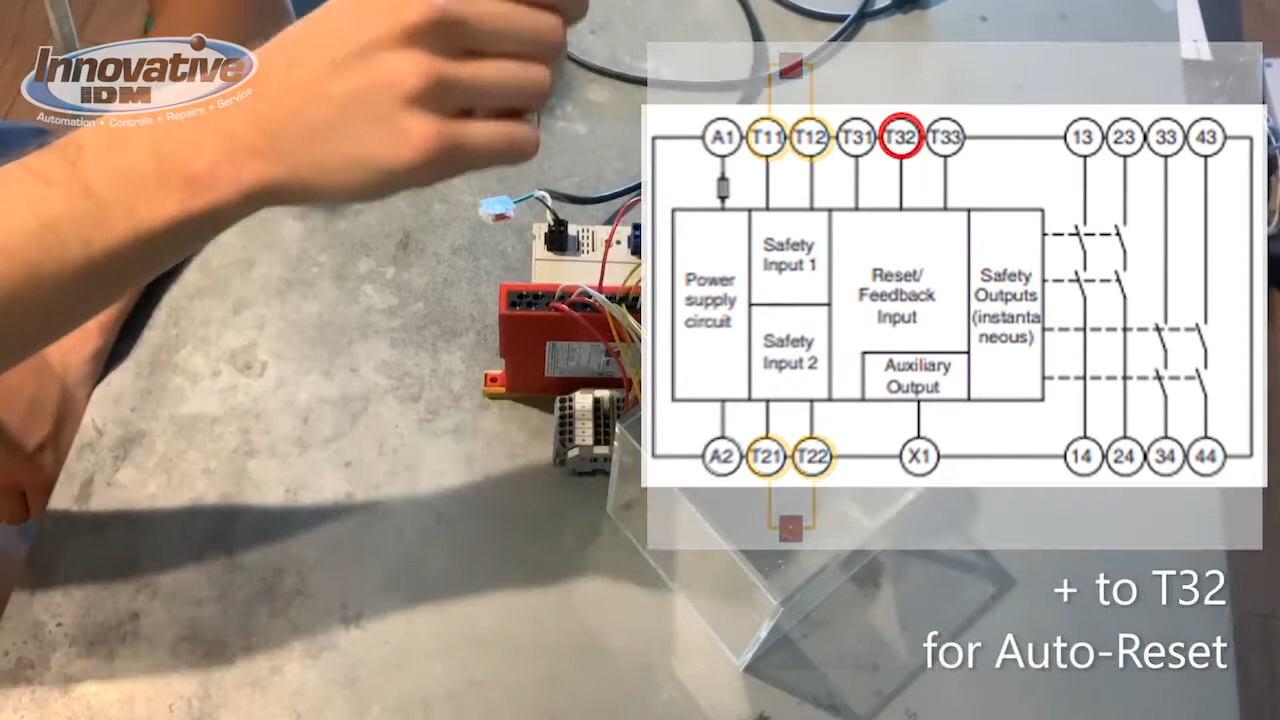 Innovative
IDM
Automation • Controls • Repairs • Service
A1 T11 T12 T31 T32 T33 13 23 33 43
Power
supply
circuit
Safety
Input 1
Safety
Input 2
Reset/
Feedback
Input
Auxiliary
Output
Safety
Outputs
(instanta
neous)
A2 T21 T22 X1 14 24 34 44
+ to T32
for Auto-Reset